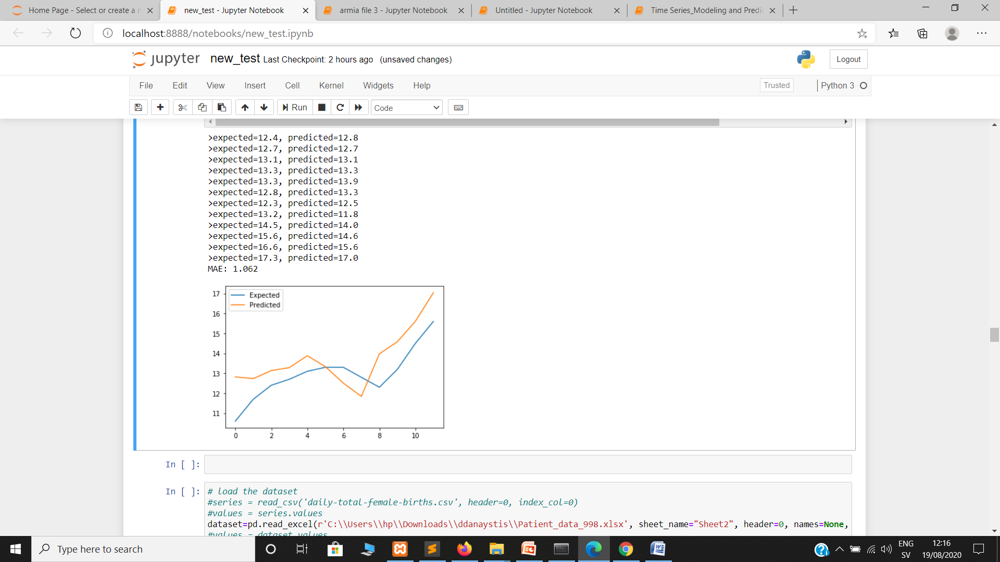 Home Page - Select or create a n
new_test - Jupyter Notebook
armia file 3 - Jupyter Notebook
Untitled - Jupyter Notebook
Time Series_Modeling and Predic
localhost:8888/notebooks/new_test.ipynb
jupyter new_test Last Checkpoint: 2 hours ago (unsaved changes)
Logout
File Edit View Insert Cell Kernel Widgets Help
Trusted
Python 3
Run
Code
>expected=12.4, predicted=12.8
>expected=12.7, predicted=12.7
>expected=13.1, predicted=13.1
>expected=13.3, predicted=13.3
>expected=13.3, predicted=13.9
>expected=12.8, predicted=13.3
>expected=12.3, predicted=12.5
>expected=13.2, predicted=11.8
>expected=14.5, predicted=14.0
>expected=15.6, predicted=14.6
>expected=16.6, predicted=15.6
>expected=17.3, predicted=17.0
MAE: 1.062
Expected
Predicted
17
16
15
14
13
12
11
0 2 4 6 8 10
In [ ]:
In [ ]:
# load the dataset
#series = read_csv('daily-total-female-births.csv', header=0, index_col=0)
#values = series.values
dataset=pd.read_excel(r'C:\\Users\\hp\\Downloads\\ddanaystis\\Patient_data_998.xlsx', sheet_name="Sheet2", header=0, names=None,
#values = dataset.values
Type here to search
ENG
SV
12:16
19/08/2020